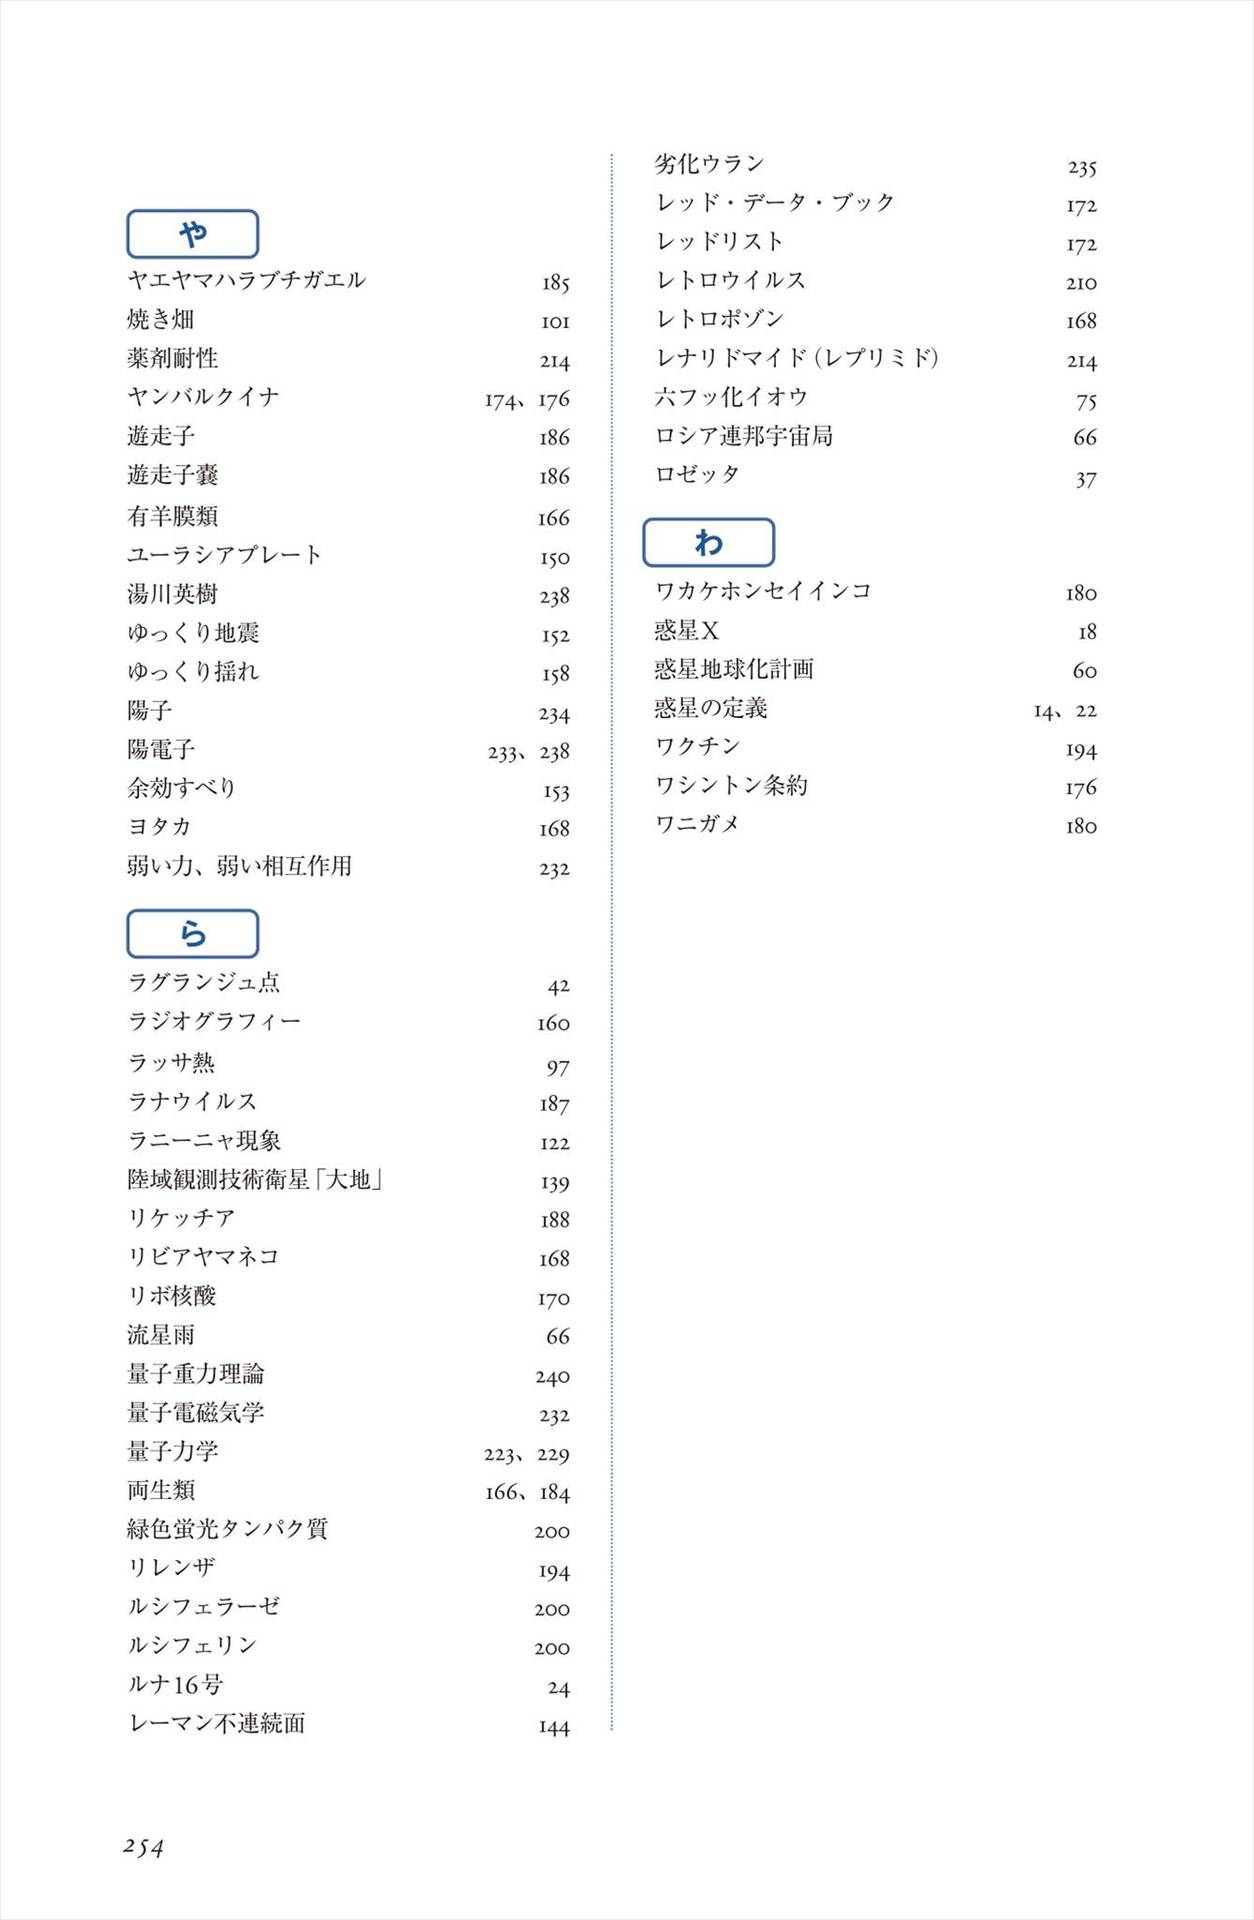 や
ヤエヤマハラブチガエル 185
焼き畑 101
薬剤耐性 214
ヤンバルクイナ 174、176
遊走子 186
遊走子嚢 186
有羊膜類 166
ユーラシアプレート 150
湯川英樹 238
ゆっくり地震 152
ゆっくり揺れ 158
陽子 234
陽電子 233、238
余効すべり 153
ヨタカ 168
弱い力、弱い相互作用 232
ら
ラグランジュ点 42
ラジオグラフィー 160
ラッサ熱 97
ラナウイルス 187
ラニーニャ現象 122
陸域観測技術衛星「大地」 139
リケッチア 188
リビアヤマネコ 168
リボ核酸 170
流星雨 66
量子重力理論 240
量子電磁気学 232
量子力学 223、229
両生類 166、184
緑色蛍光タンパク質 200
リレンザ 194
ルシフェラーゼ 200
ルシフェリン 200
ルナ16号 24
レーマン不連続面 144
劣化ウラン 235
レッド・データ・ブック 172
レッドリスト 172
レトロウイルス 210
レトロポゾン 168
レナリドマイド（レプリミド） 214
六フッ化イオウ 75
ロシア連邦宇宙局 66
ロゼッタ 37
わ
ワカケホンセイインコ 180
惑星X 18
惑星地球化計画 60
惑星の定義 14、22
ワクチン 194
ワシントン条約 176
ワニガメ 180
254